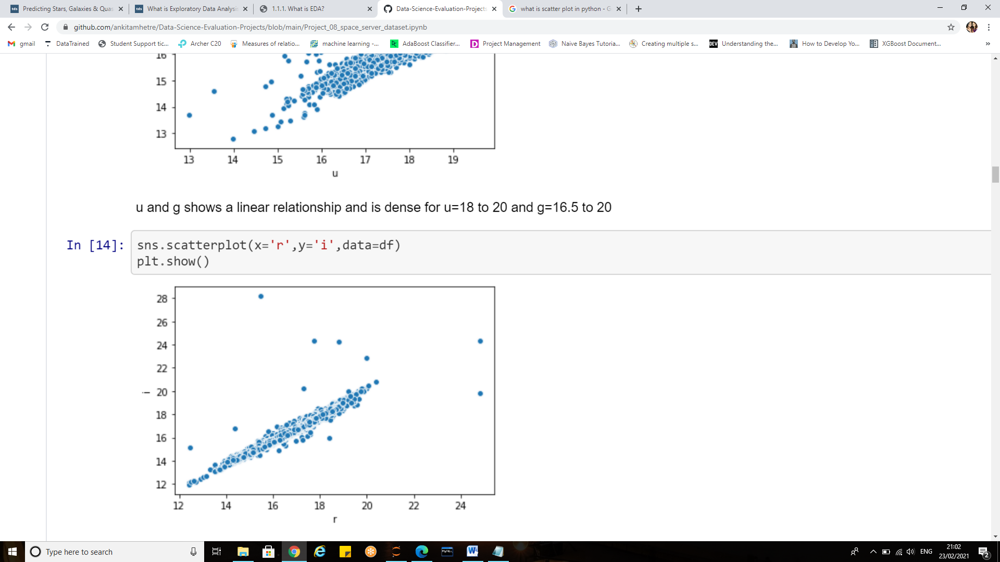 Predicting Stars, Galaxies & Quas
What is Exploratory Data Analysis
1.1.1. What is EDA?
Data-Science-Evaluation-Projects
what is scatter plot in python - G
github.com/ankitamhetre/Data-Science-Evaluation-Projects/blob/main/Project_08_space_server_dataset.ipynb
gmail
DataTrained
Student Support tic...
Archer C20
Measures of relatio...
machine learning -...
AdaBoost Classifier...
Project Management
Naive Bayes Tutoria...
Creating multiple s...
Understanding the...
How to Develop Yo...
XGBoost Document...
»
16
15
14
13
13 14 15 16 17 18 19
u
u and g shows a linear relationship and is dense for u=18 to 20 and g=16.5 to 20
In [14]: sns.scatterplot(x='r',y='i',data=df)
plt.show()
28
26
24
22
i
20
18
16
14
12
12 14 16 18 20 22 24
r
Type here to search
ENG
21:02
23/02/2021
2